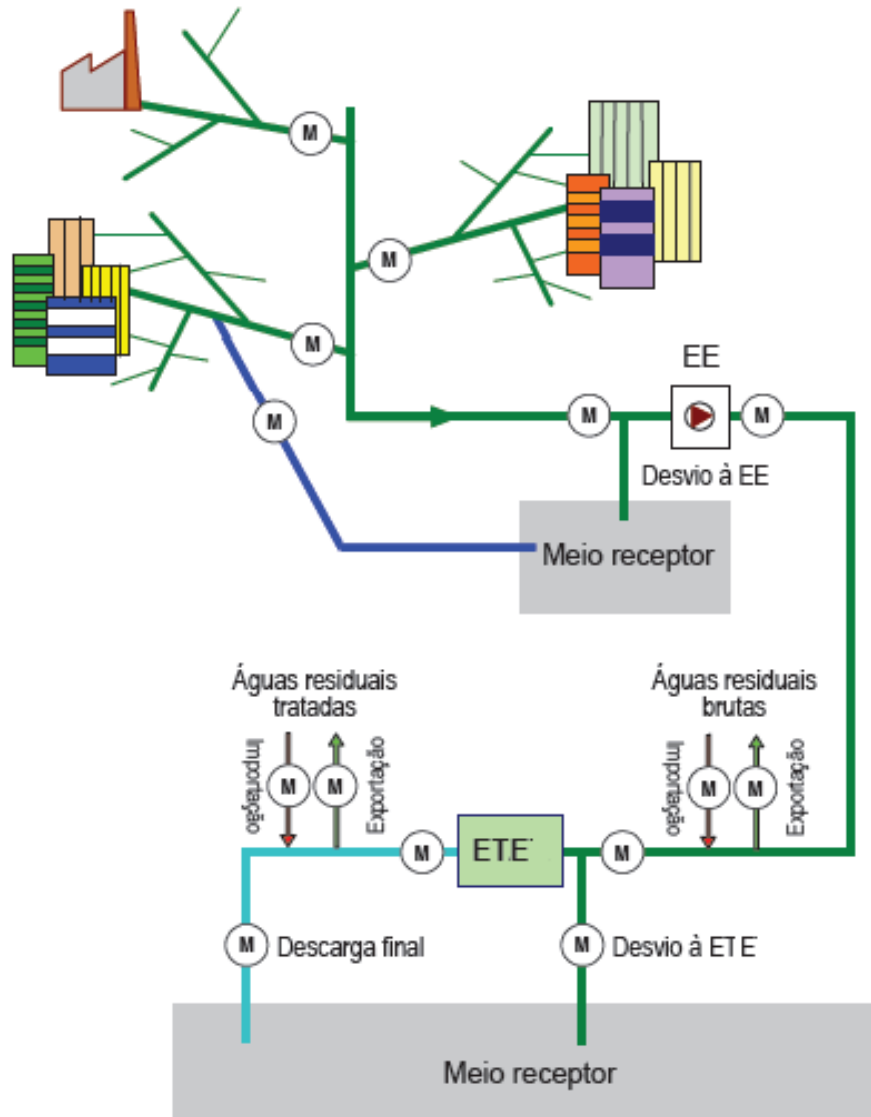 M
M
M
M
EE
M
M
Desvio à EE
Meio receptor
Águas residuais
tratadas
Importação
M
M
Exportação
Águas residuais
brutas
Importação
M
M
Exportação
M
ETE
M
M
Descarga final
M
Desvio à ETE
Meio receptor